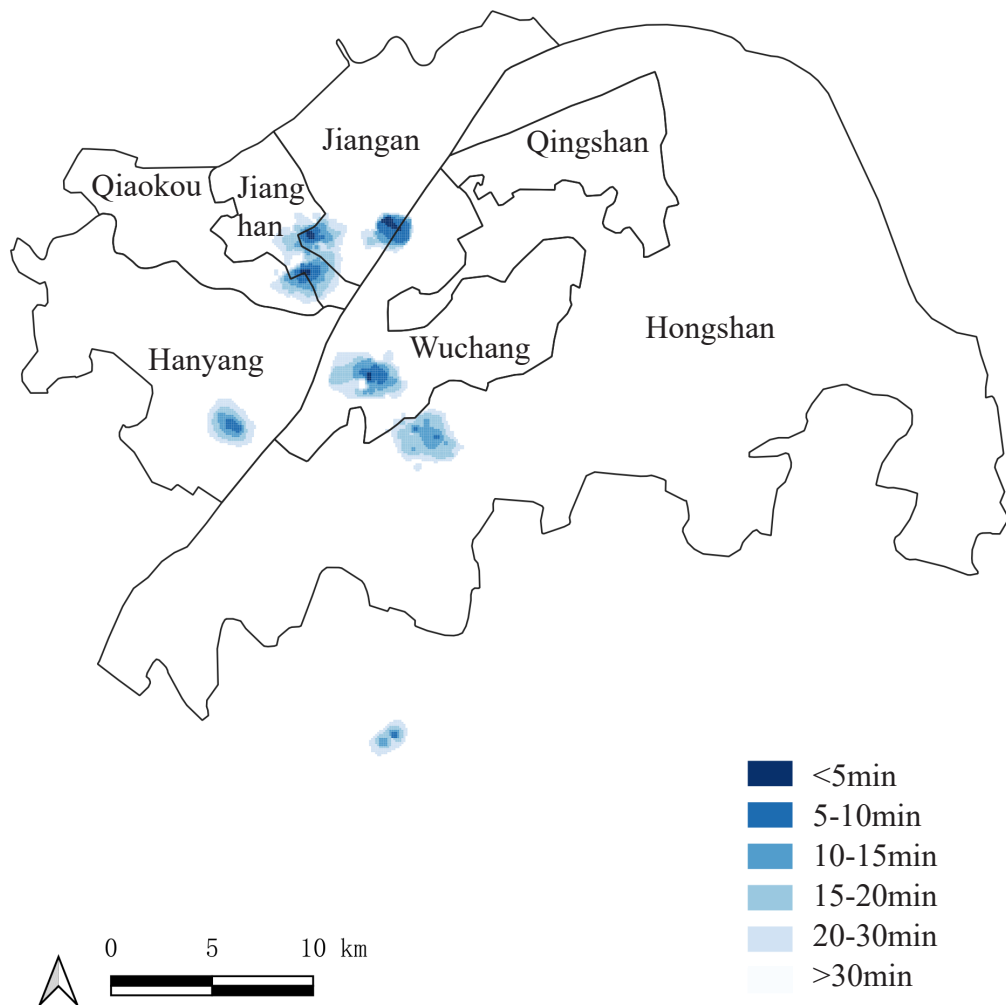 Jiangan
Qingshan
Qiaokou
Jiang
han
Hongshan
Wuchang
Hanyang
<5min
5-10min
10-15min
15-20min
20-30min
>30min
0 5 10 km